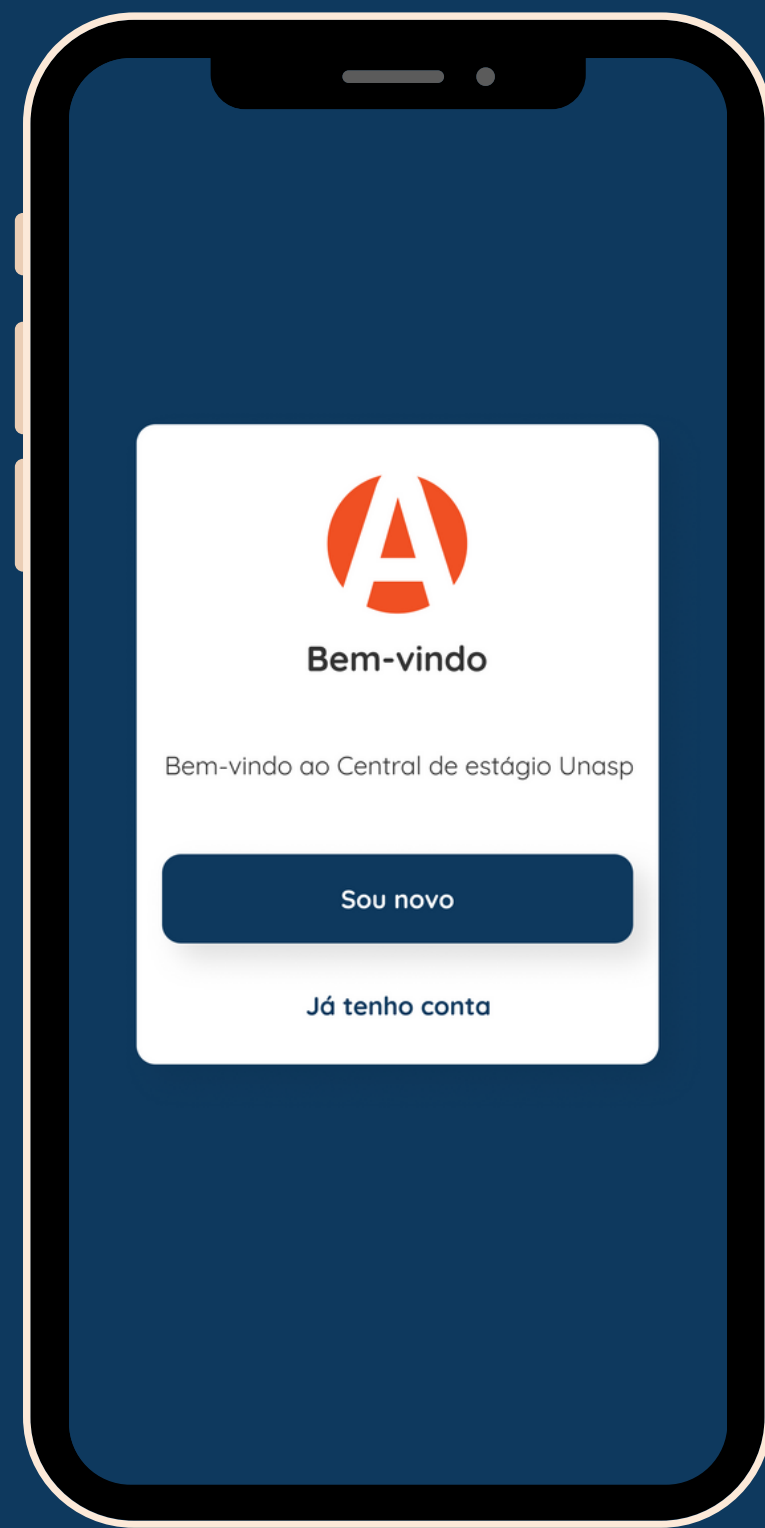 A
Bem-vindo
Bem-vindo ao Central de estágio Unasp
Sou novo
Já tenho conta